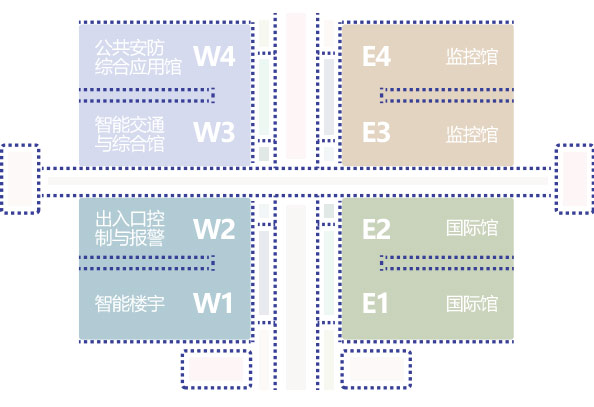 公共安防
综合应用馆
W4
E4
监控馆
智能交通
与综合馆
W3
E3
监控馆
出入口控
制与报警
W2
E2
国际馆
智能楼宇
W1
E1
国际馆